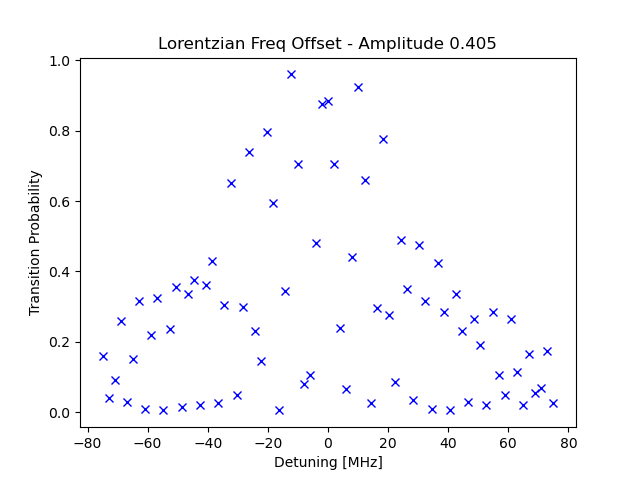 Lorentzian Freq Offset - Amplitude 0.405
1.0
0.8
0.6
0.4
0.2
0.0
Transition Probability
−80 −60 −40 −20 0 20 40 60 80
Detuning [MHz]